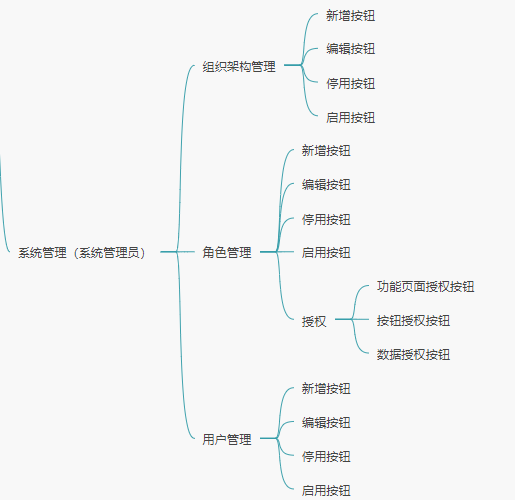 系统管理（系统管理员）
组织架构管理
新增按钮
编辑按钮
停用按钮
启用按钮
角色管理
新增按钮
编辑按钮
停用按钮
启用按钮
授权
功能页面授权按钮
按钮授权按钮
数据授权按钮
用户管理
新增按钮
编辑按钮
停用按钮
启用按钮